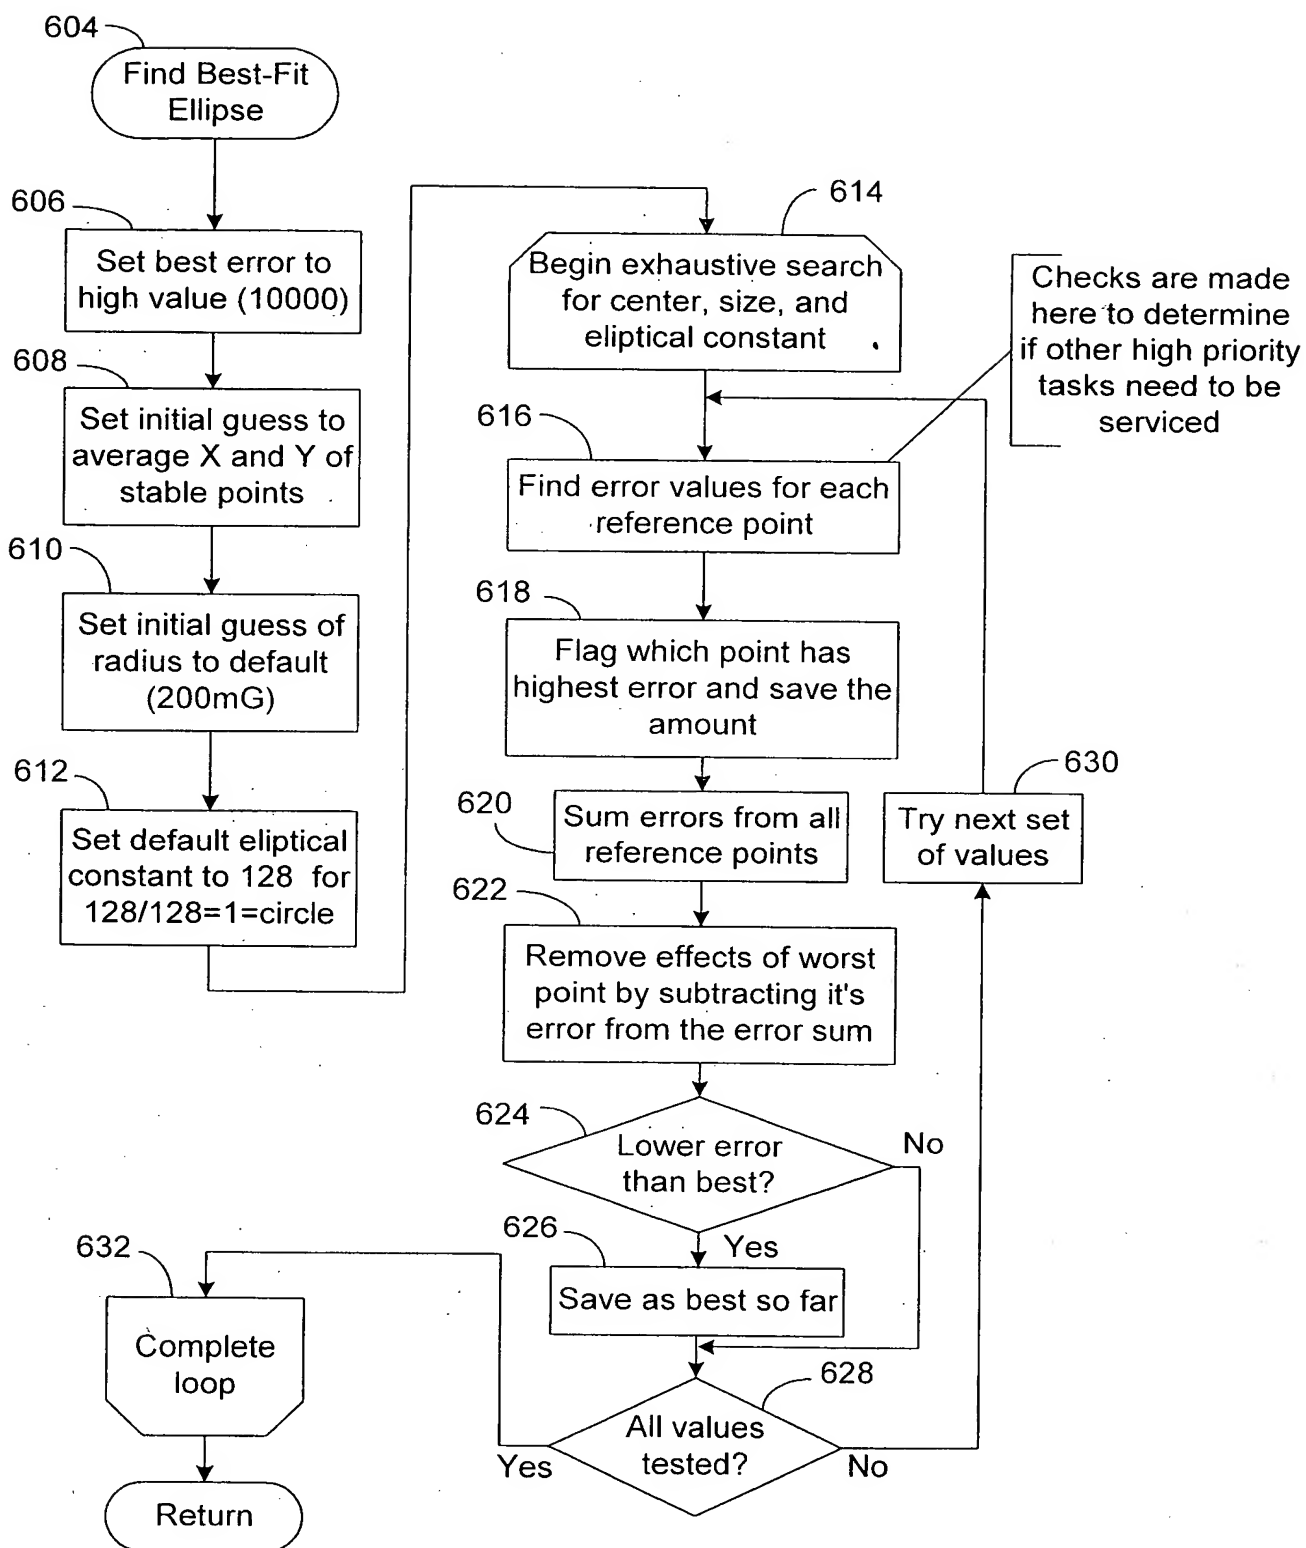 604
Find Best-Fit
Ellipse
606
Set best error to
high value (10000)
608
Set initial guess to
average X and Y of
stable points
610
Set initial guess of
radius to default
(200mG)
612
Set default eliptical
constant to 128 for
128/128=1=circle
614
Begin exhaustive search
for center, size, and
eliptical constant
Checks are made
here to determine
if other high priority
tasks need to be
serviced
616
Find error values for each
reference point
618
Flag which point has
highest error and save the
amount
620
Sum errors from all
reference points
630
Try next set
of values
622
Remove effects of worst
point by subtracting it's
error from the error sum
624
Lower error
than best?
No
Yes
626
Save as best so far
628
All values
tested?
Yes
No
632
Complete
loop
Return